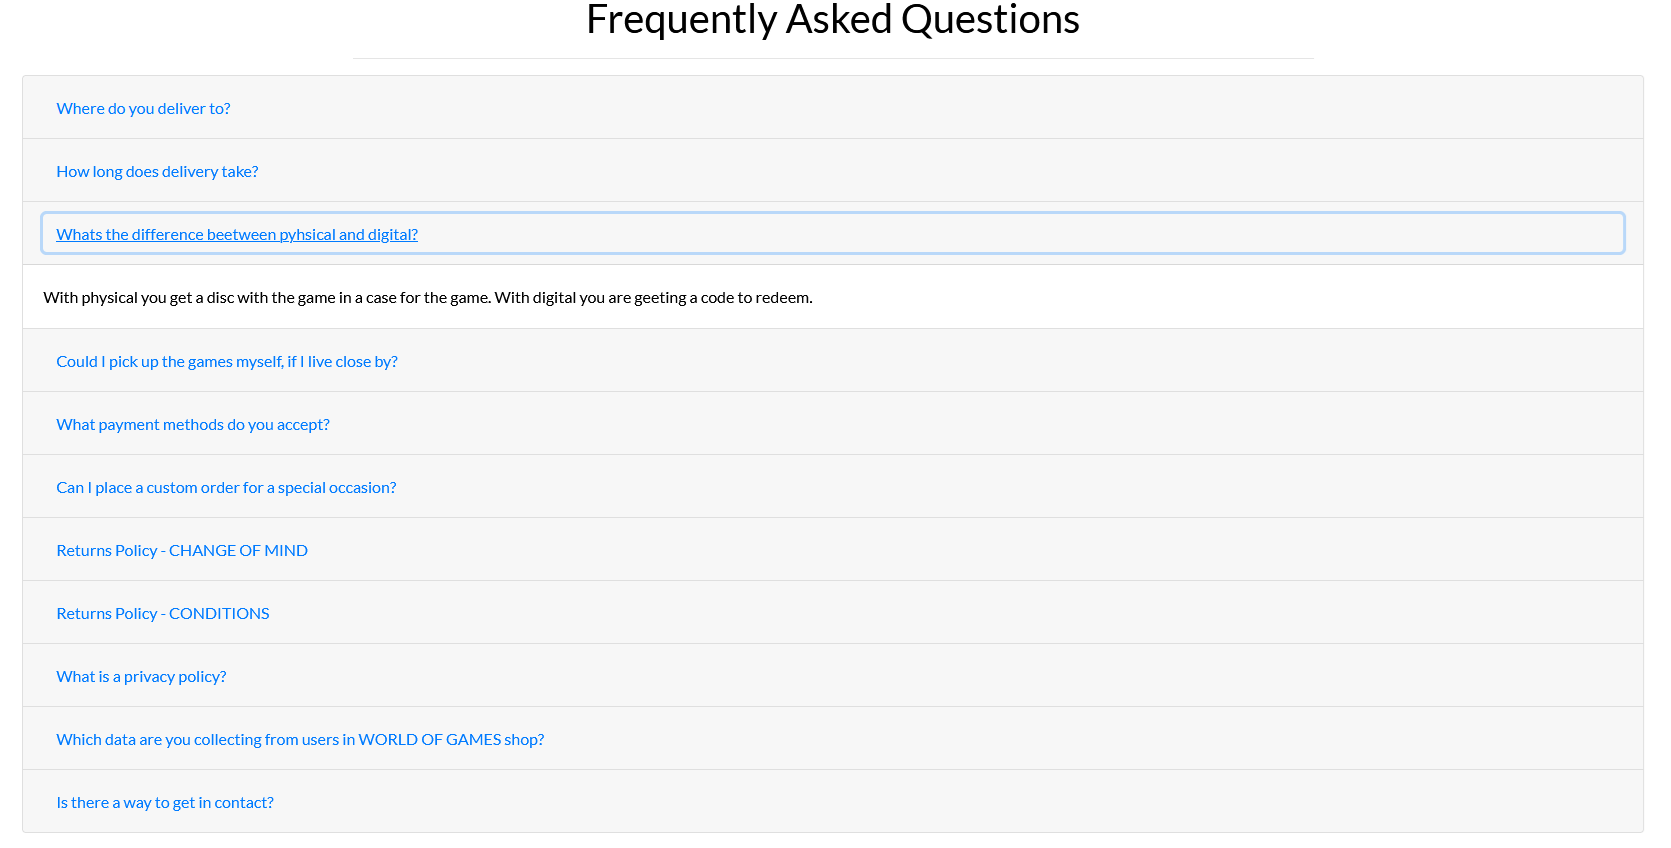 Frequently Asked Questions
Where do you deliver to?
How long does delivery take?
Whats the difference beetween pyhsical and digital?
With physical you get a disc with the game in a case for the game. With digital you are geeting a code to redeem.
Could I pick up the games myself, if I live close by?
What payment methods do you accept?
Can I place a custom order for a special occasion?
Returns Policy - CHANGE OF MIND
Returns Policy - CONDITIONS
What is a privacy policy?
Which data are you collecting from users in WORLD OF GAMES shop?
Is there a way to get in contact?